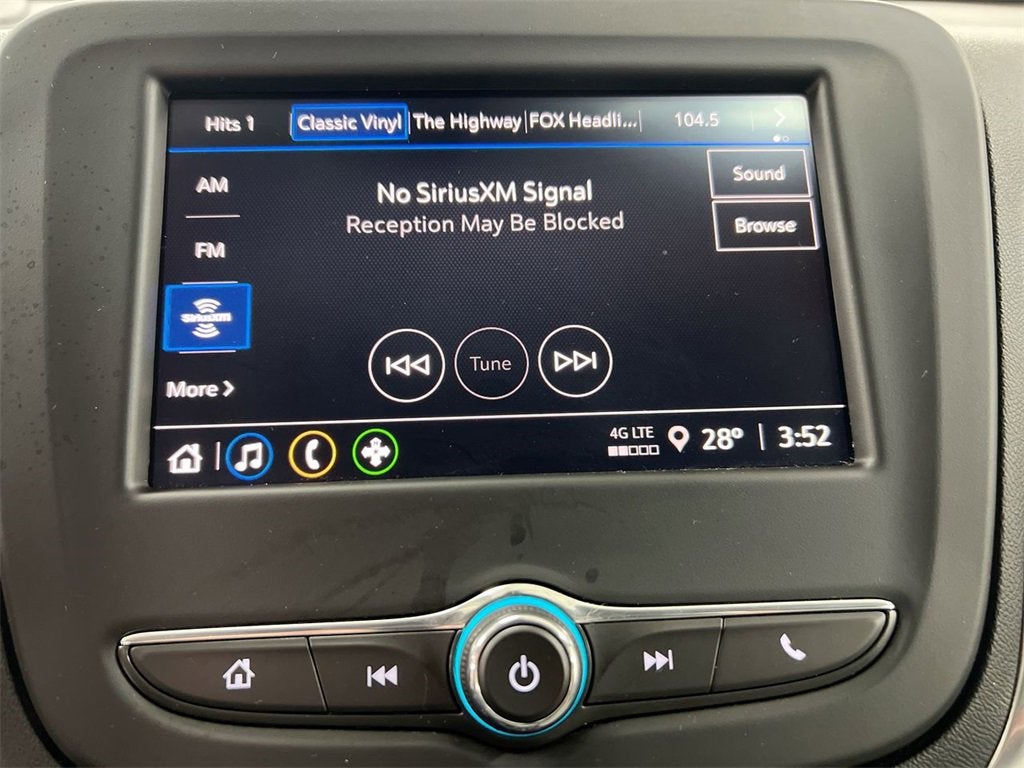 Hits 1 Classic Vinyl The Highway FOX Headli... 104.5
AM
No SiriusXM Signal
Sound
Reception May Be Blocked
Browse
FM
SiriusXM
Tune
More
4G LTE
28° 3:52